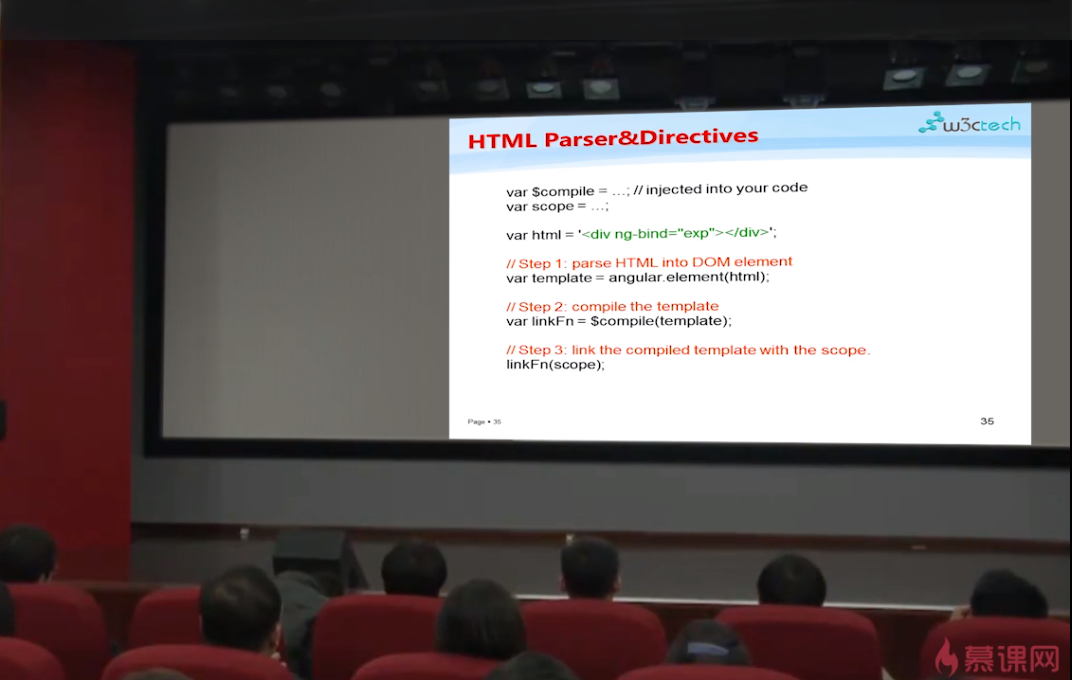 HTML Parser&Directives
w3ctech
var $compile = …; // injected into your code
var scope = …;
var html = '<div ng-bind="exp"></div>';
// Step 1: parse HTML into DOM element
var template = angular.element(html);
// Step 2: compile the template
var linkFn = $compile(template);
// Step 3: link the compiled template with the scope.
linkFn(scope);
Page ▪ 35
35
慕课网